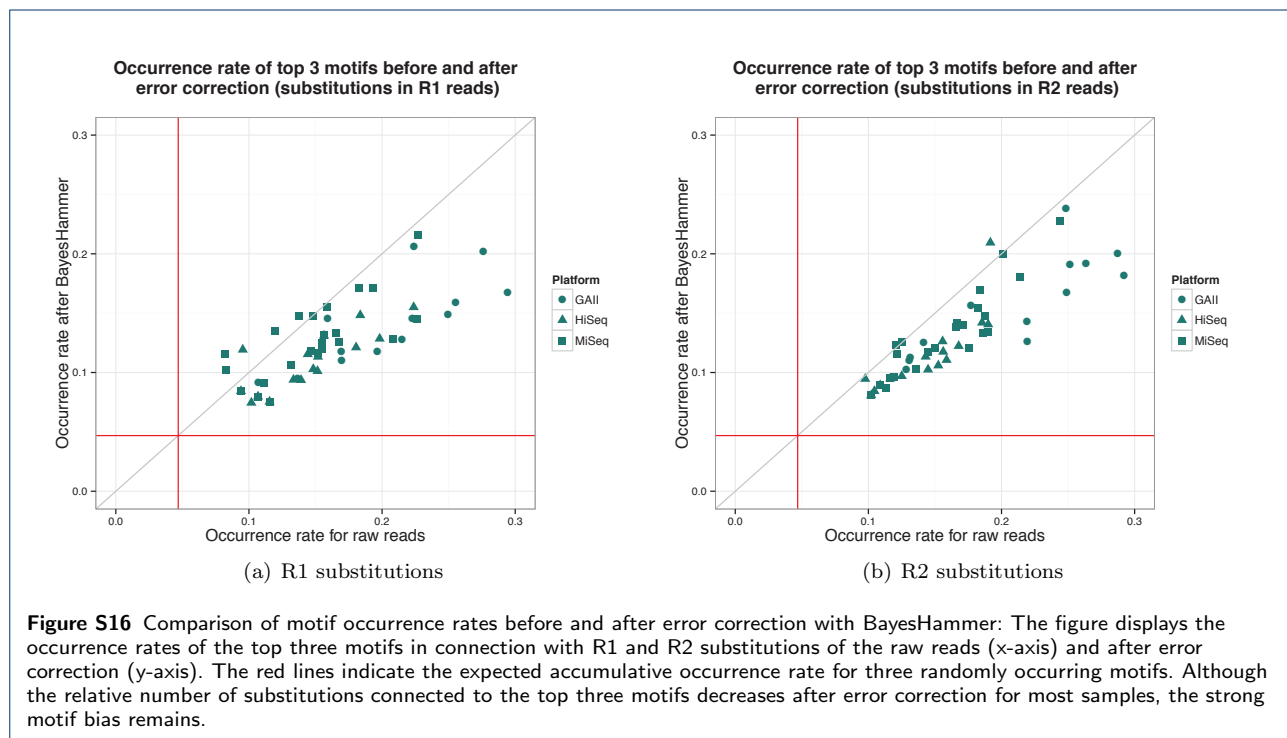 Occurrence rate of top 3 motifs before and after
error correction (substitutions in R1 reads)
Occurrence rate after BayesHammer
0.3
0.2
0.1
0.0
0.0
0.1
0.2
0.3
Occurrence rate for raw reads
Platform
GAII
HiSeq
MiSeq
(a) R1 substitutions
Occurrence rate of top 3 motifs before and after
error correction (substitutions in R2 reads)
Occurrence rate after BayesHammer
0.3
0.2
0.1
0.0
0.0
0.1
0.2
0.3
Occurrence rate for raw reads
Platform
GAII
HiSeq
MiSeq
(b) R2 substitutions
Figure S16 Comparison of motif occurrence rates before and after error correction with BayesHammer: The figure displays the
occurrence rates of the top three motifs in connection with R1 and R2 substitutions of the raw reads (x-axis) and after error
correction (y-axis). The red lines indicate the expected accumulative occurrence rate for three randomly occurring motifs. Although
the relative number of substitutions connected to the top three motifs decreases after error correction for most samples, the strong
motif bias remains.